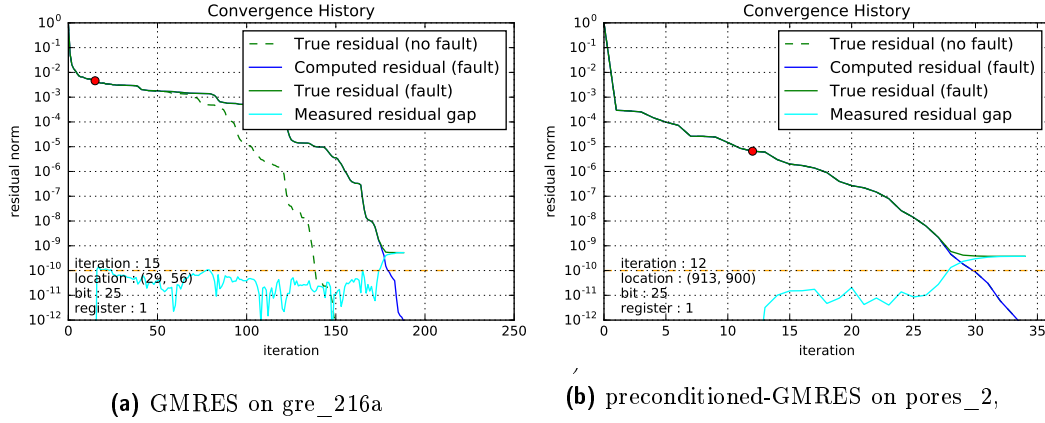 Convergence History
10^0
10^-1
10^-2
10^-3
10^-4
10^-5
10^-6
10^-7
10^-8
10^-9
10^-10
10^-11
10^-12
residual norm
True residual (no fault)
Computed residual (fault)
True residual (fault)
Measured residual gap
iteration : 15
location : (29, 56)
bit : 25
register : 1
0 50 100 150 200 250
iteration
(a) GMRES on gre_216a
Convergence History
10^0
10^-1
10^-2
10^-3
10^-4
10^-5
10^-6
10^-7
10^-8
10^-9
10^-10
10^-11
10^-12
residual norm
True residual (no fault)
Computed residual (fault)
True residual (fault)
Measured residual gap
iteration : 12
location : (913, 900)
bit : 25
register : 1
0 5 10 15 20 25 30 35
iteration
,
(b) preconditioned-GMRES on pores_2,